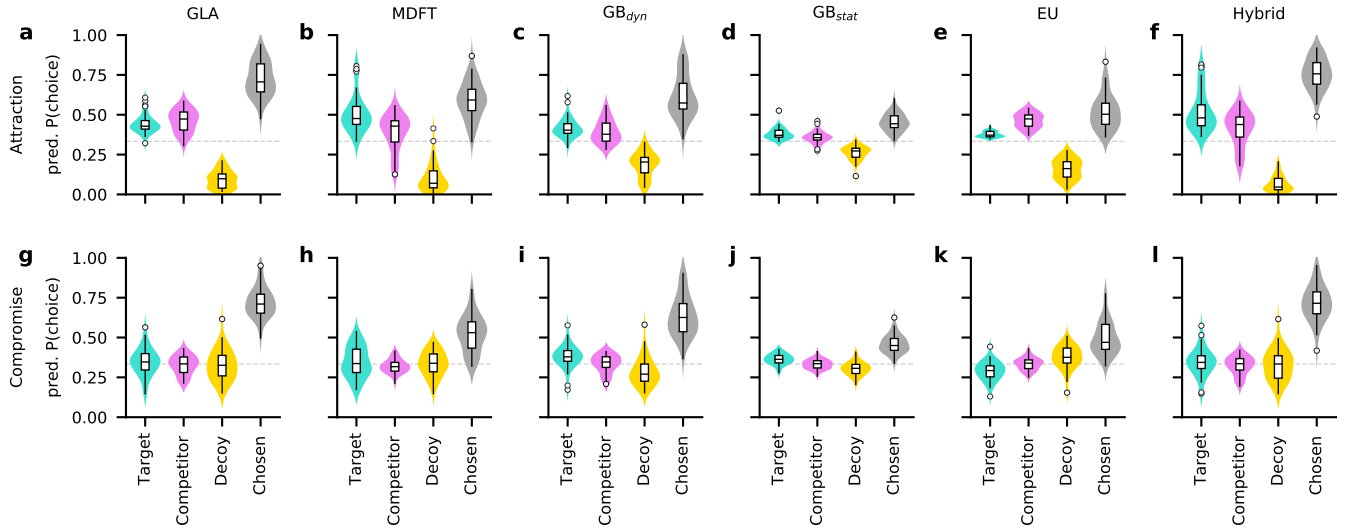 GLA MDFT GB_dyn GB_stat EU Hybrid
a b c d e f
Attraction
pred. P(choice)
1.00
0.75
0.50
0.25
0.00
g h i j k l
Compromise
pred. P(choice)
1.00
0.75
0.50
0.25
0.00
Target Competitor Decoy Chosen Target Competitor Decoy Chosen Target Competitor Decoy Chosen Target Competitor Decoy Chosen Target Competitor Decoy Chosen Target Competitor Decoy Chosen